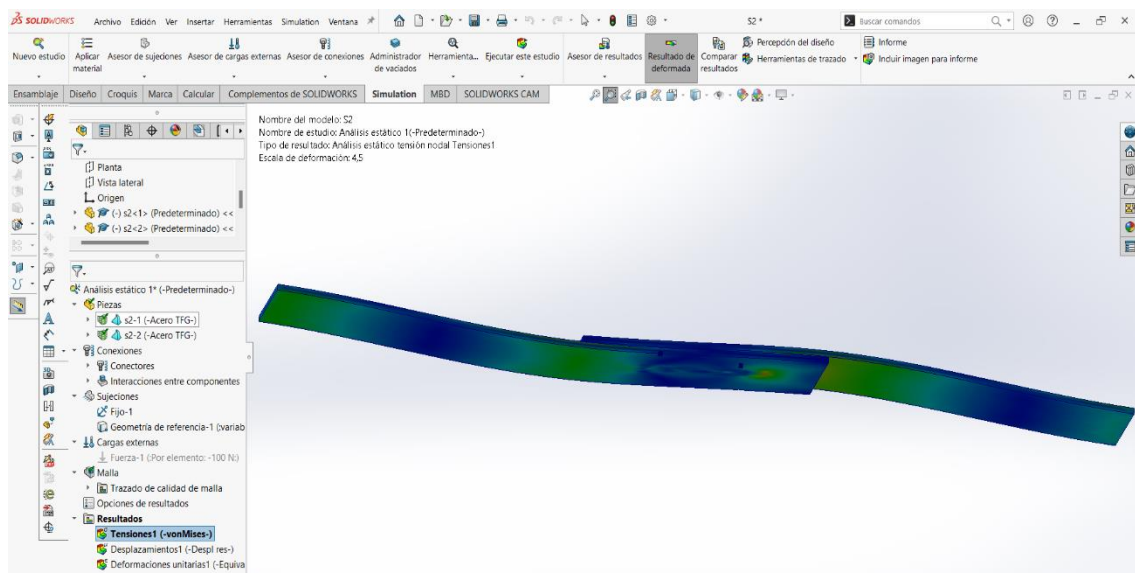 SOLIDWORKS Archivo Edición Ver Insertar Herramientas Simulation Ventana S2 * Buscar comandos
Nuevo estudio Aplicar material Asesor de sujeciones Asesor de cargas externas Asesor de conexiones Administrador de vaciados Herramienta... Ejecutar este estudio Asesor de resultados Resultado de deformada Comparar resultados Percepción del diseño Herramientas de trazado Informe Incluir imagen para informe
Ensamblaje Diseño Croquis Marca Calcular Complementos de SOLIDWORKS Simulation MBD SOLIDWORKS CAM
Nombre del modelo: S2
Nombre de estudio: Análisis estático 1(-Predeterminado-)
Tipo de resultado: Análisis estático tensión nodal Tensiones1
Escala de deformación: 4,5
Planta
Vista lateral
Origen
(-) s2<1> (Predeterminado) <<
(-) s2<2> (Predeterminado) <<
Análisis estático 1* (-Predeterminado-)
Piezas
s2-1 (-Acero TFG-)
s2-2 (-Acero TFG-)
Conexiones
Conectores
Interacciones entre componentes
Sujeciones
Fijo-1
Geometría de referencia-1 (:variab
Cargas externas
Fuerza-1 (:Por elemento: -100 N:)
Malla
Trazado de calidad de malla
Opciones de resultados
Resultados
Tensiones1 (-vonMises-)
Desplazamientos1 (-Despl res-)
Deformaciones unitarias1 (-Equiva